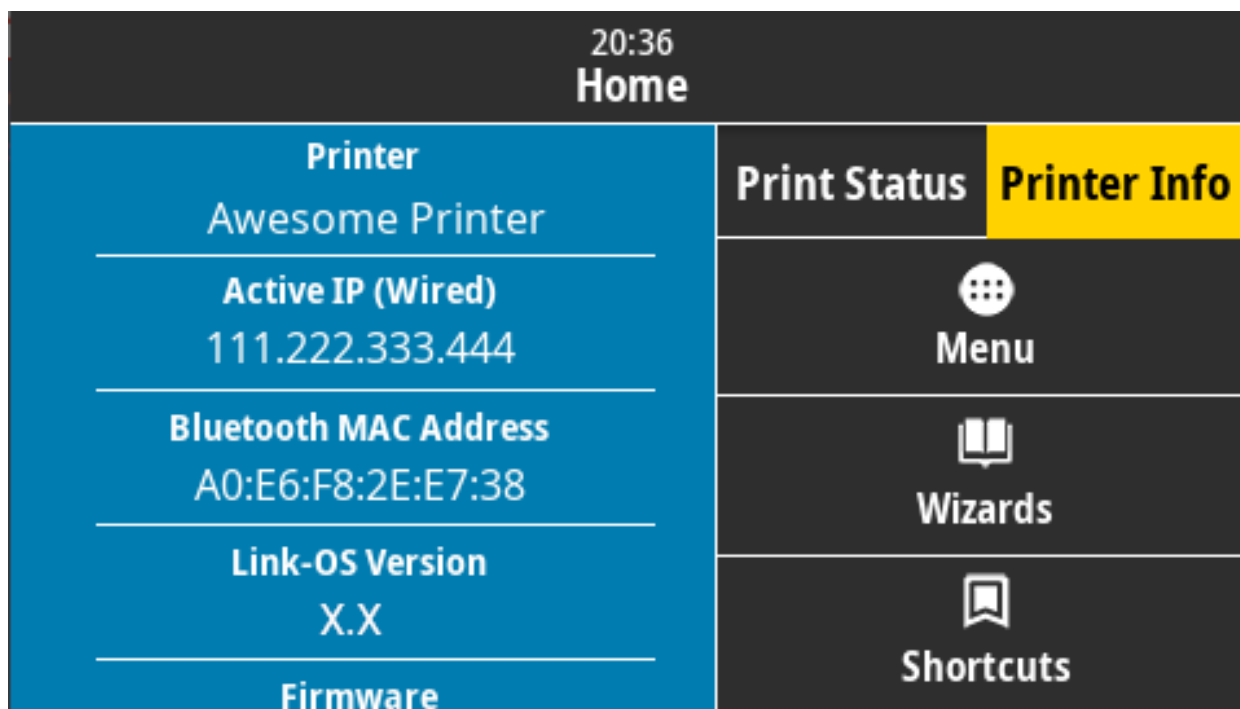 20:36
Home
Printer
Awesome Printer
Active IP (Wired)
111.222.333.444
Bluetooth MAC Address
A0:E6:F8:2E:E7:38
Link-OS Version
X.X
Firmware
Print Status
Printer Info
Menu
Wizards
Shortcuts